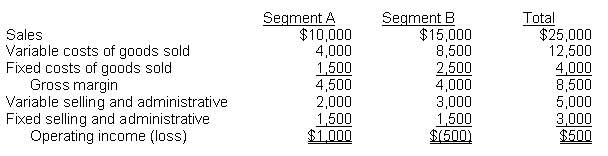 Segment A Segment B Total
Sales $10,000 $15,000 $25,000
Variable costs of goods sold 4,000 8,500 12,500
Fixed costs of goods sold 1,500 2,500 4,000
Gross margin 4,500 4,000 8,500
Variable selling and administrative 2,000 3,000 5,000
Fixed selling and administrative 1,500 1,500 3,000
Operating income (loss) $1,000 $(500) $500